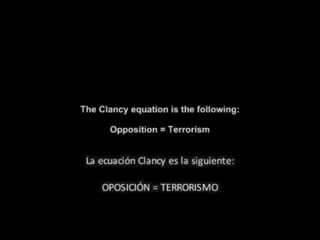 The Clancy equation is the following:
Opposition = Terrorism
La ecuación Clancy es la siguiente:
OPOSICIÓN = TERRORISMO